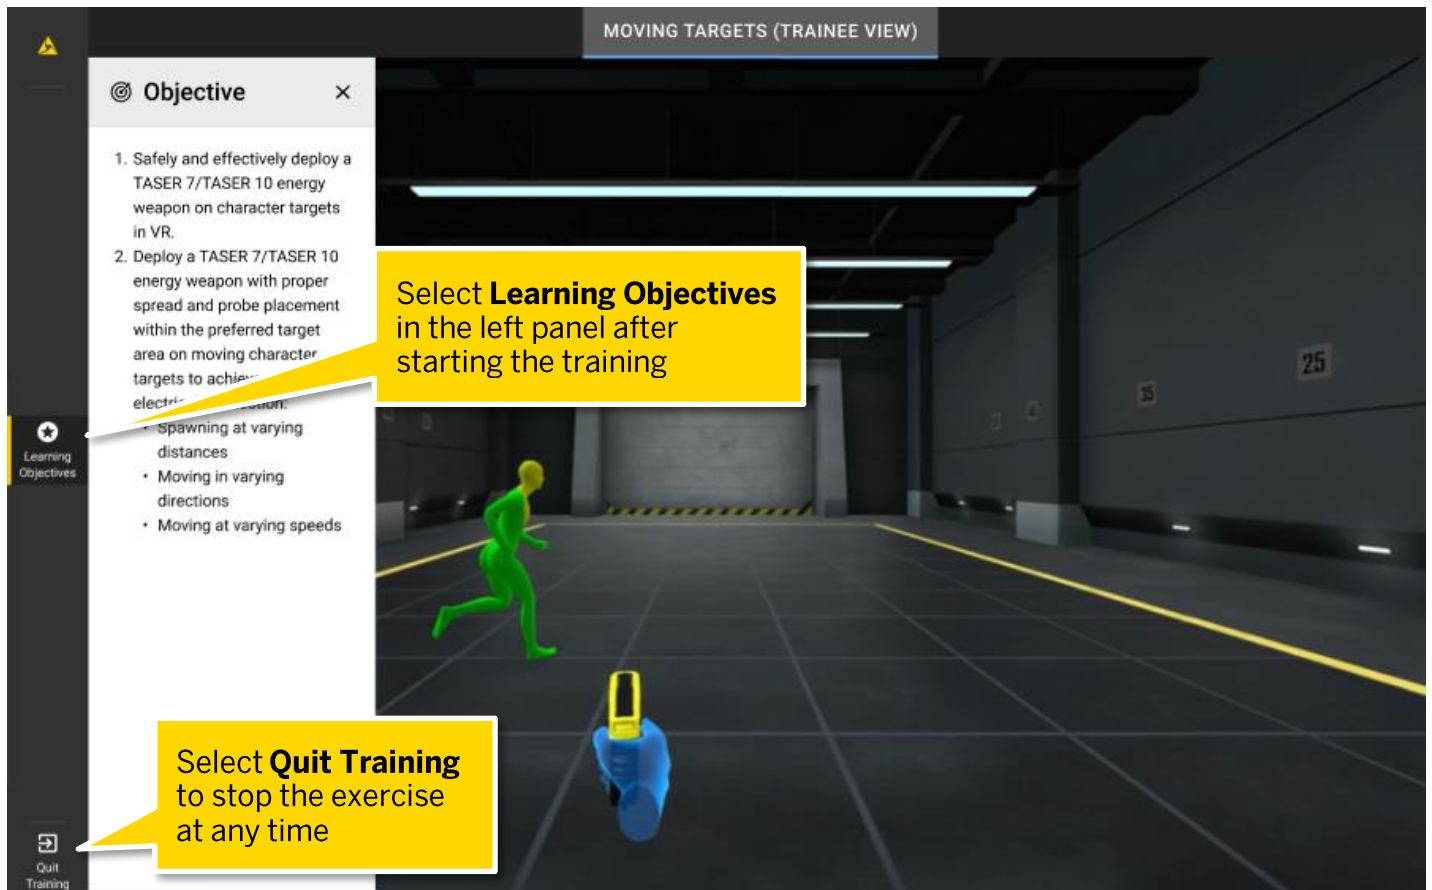 MOVING TARGETS (TRAINEE VIEW)
Objective
1. Safely and effectively deploy a
TASER 7/TASER 10 energy
weapon on character targets
in VR.
2. Deploy a TASER 7/TASER 10
energy weapon with proper
spread and probe placement
within the preferred target
area on moving character
targets to
• Spawning at varying
distances
• Moving in varying
directions
• Moving at varying speeds
Select Learning Objectives
in the left panel after
starting the training
Learning
Objectives
25
35
Select Quit Training
to stop the exercise
at any time
Quit
Training